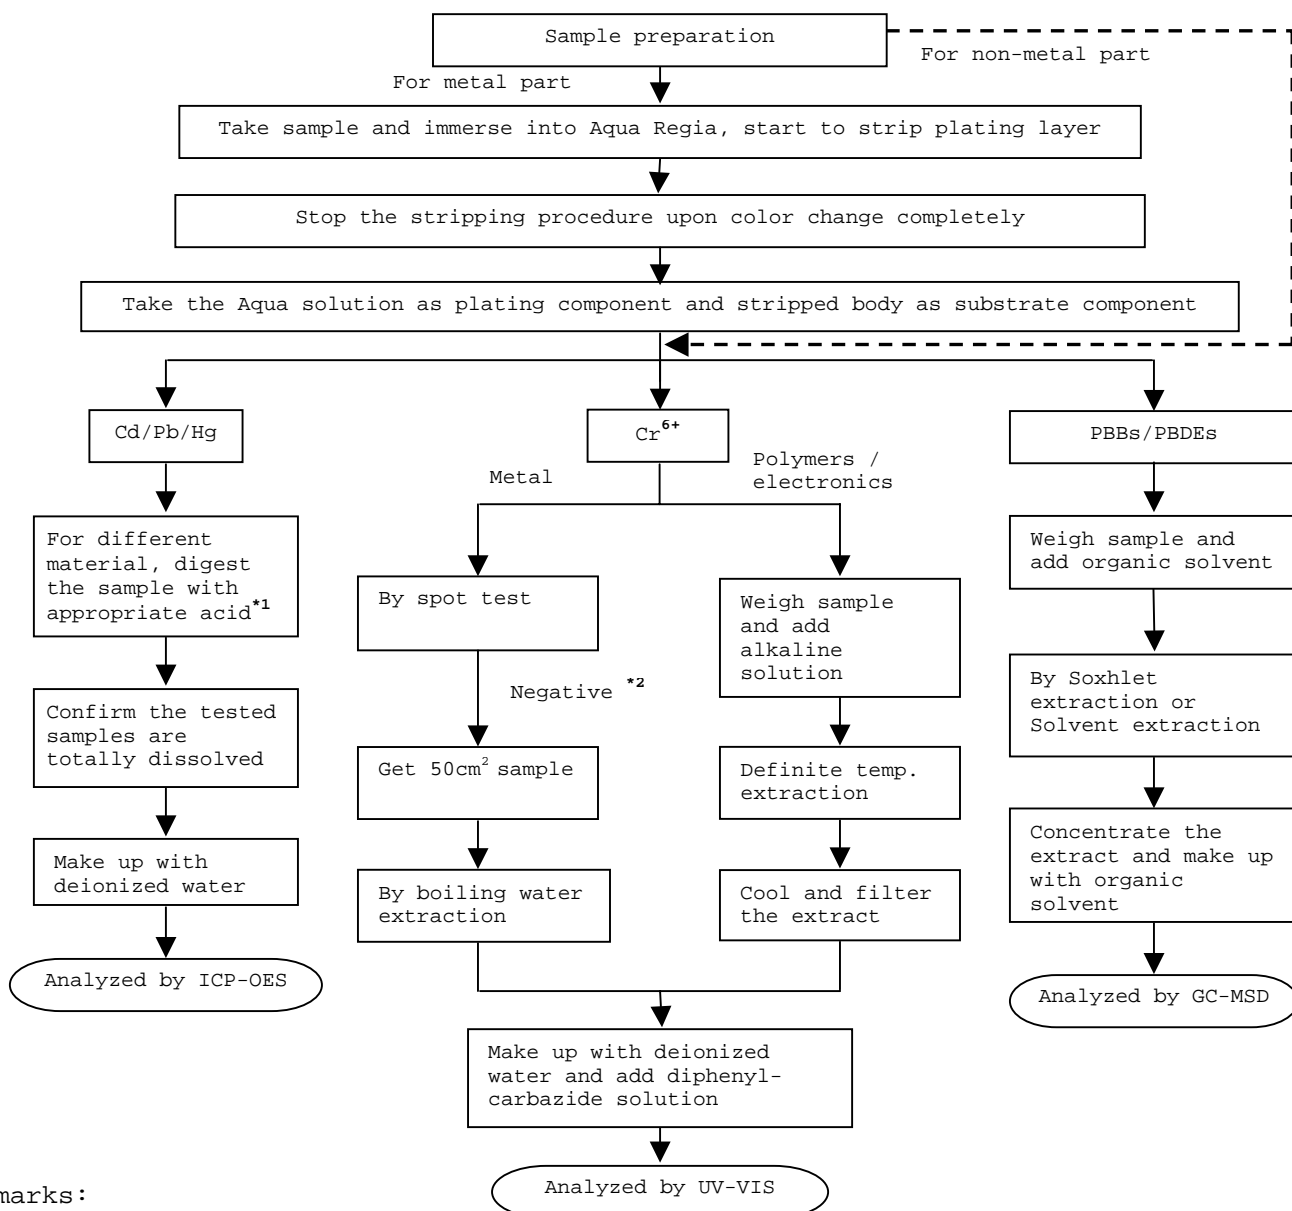 Sample preparation
For non-metal part
For metal part
Take sample and immerse into Aqua Regia, start to strip plating layer
Stop the stripping procedure upon color change completely
Take the Aqua solution as plating component and stripped body as substrate component
Cd/Pb/Hg
Cr6+
PBBs/PBDEs
Metal
Polymers /
electronics
For different
material, digest
the sample with
appropriate acid*1
By spot test
Weigh sample
and add
alkaline
solution
Weigh sample and
add organic solvent
Negative *2
Confirm the tested
samples are
totally dissolved
Get 50cm2 sample
Definite temp.
extraction
By Soxhlet
extraction or
Solvent extraction
Make up with
deionized water
By boiling water
extraction
Cool and filter
the extract
Concentrate the
extract and make up
with organic
solvent
Analyzed by ICP-OES
Analyzed by GC-MSD
Make up with deionized
water and add diphenyl-
carbazide solution
Analyzed by UV-VIS
marks: